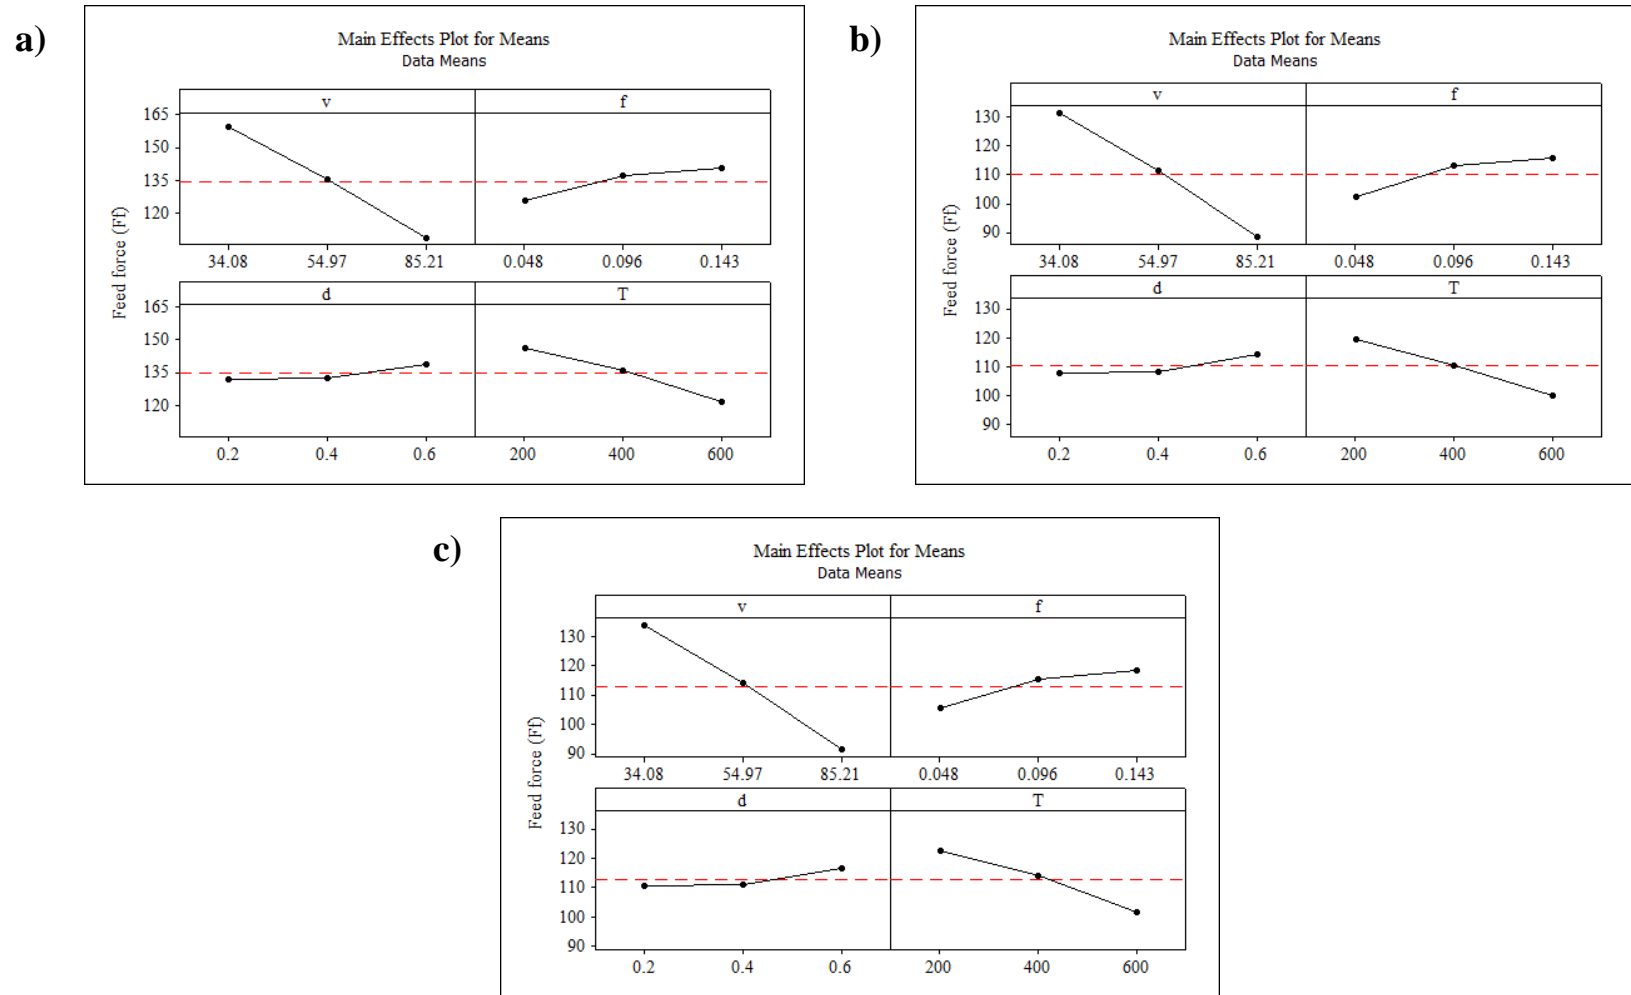 a)
Main Effects Plot for Means
Data Means
Feed force (Ff)
v f
165
150
135
120
34.08 54.97 85.21 0.048 0.096 0.143
d T
165
150
135
120
0.2 0.4 0.6 200 400 600
b)
Main Effects Plot for Means
Data Means
Feed force (Ff)
v f
130
120
110
100
90
34.08 54.97 85.21 0.048 0.096 0.143
d T
130
120
110
100
90
0.2 0.4 0.6 200 400 600
c)
Main Effects Plot for Means
Data Means
Feed force (Ff)
v f
130
120
110
100
90
34.08 54.97 85.21 0.048 0.096 0.143
d T
130
120
110
100
90
0.2 0.4 0.6 200 400 600